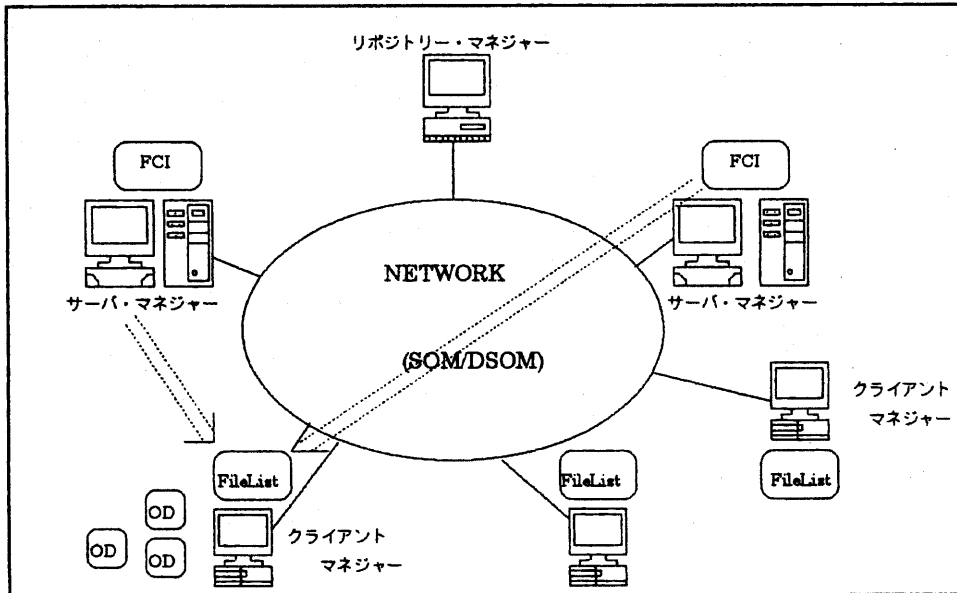 リポジトリー・マネジャー
FCI
FCI
サーバ・マネジャー
サーバ・マネジャー
NETWORK
(SOM/DSOM)
クライアント
マネジャー
FileList
FileList
FileList
OD
OD
OD
クライアント
マネジャー